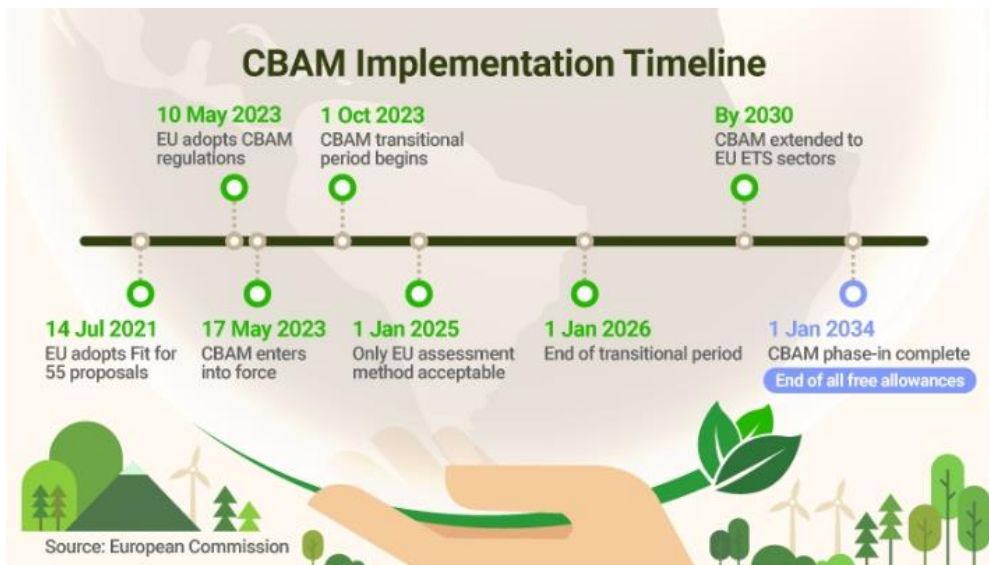 CBAM Implementation Timeline
10 May 2023
EU adopts CBAM
regulations
1 Oct 2023
CBAM transitional
period begins
By 2030
CBAM extended to
EU ETS sectors
14 Jul 2021
EU adopts Fit for
55 proposals
17 May 2023
CBAM enters
into force
1 Jan 2025
Only EU assessment
method acceptable
1 Jan 2026
End of transitional period
1 Jan 2034
CBAM phase-in complete
End of all free allowances
Source: European Commission